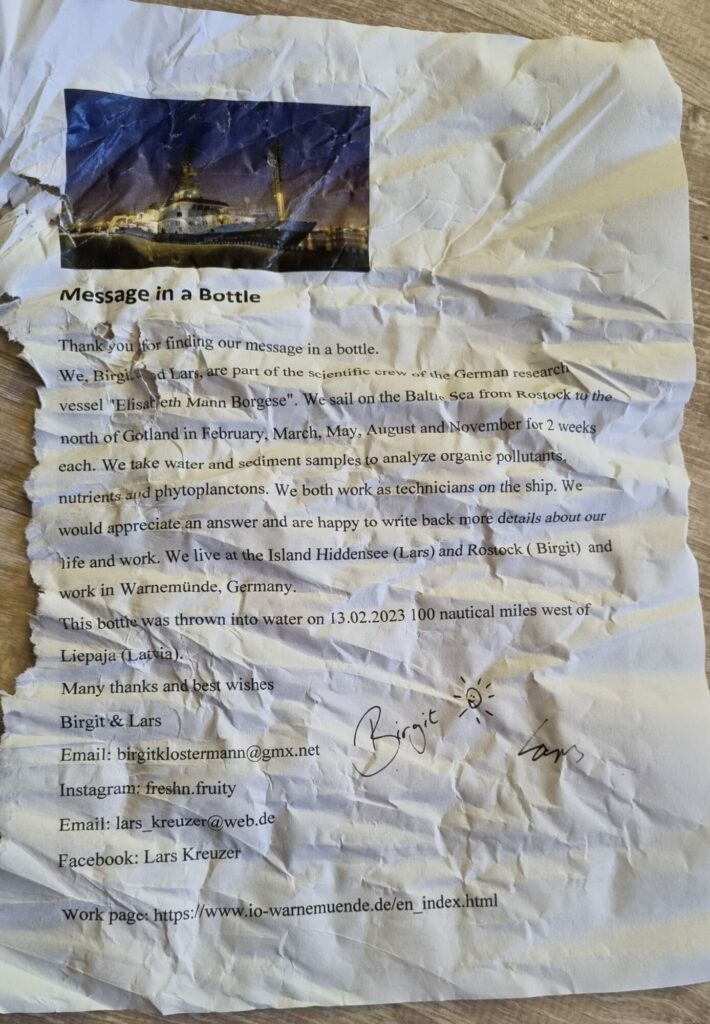 Message in a Bottle
Thank you for finding our message in a bottle.
We, Birgit and Lars, are part of the scientific crew of the German research
vessel "Elisabeth Mann Borgese". We sail on the Baltic Sea from Rostock to the
north of Gotland in February, March, May, August and November for 2 weeks
each. We take water and sediment samples to analyze organic pollutants,
nutrients and phytoplanctons. We both work as technicians on the ship. We
would appreciate an answer and are happy to write back more details about our
life and work. We live at the Island Hiddensee (Lars) and Rostock ( Birgit) and
work in Warnemünde, Germany.
This bottle was thrown into water on 13.02.2023 100 nautical miles west of
Liepaja (Latvia).
Many thanks and best wishes
Birgit & Lars
Birgit
Lars
Email: birgitklostermann@gmx.net
Instagram: freshn.fruity
Email: lars_kreuzer@web.de
Facebook: Lars Kreuzer
Work page: https://www.io-warnemuende.de/en_index.html